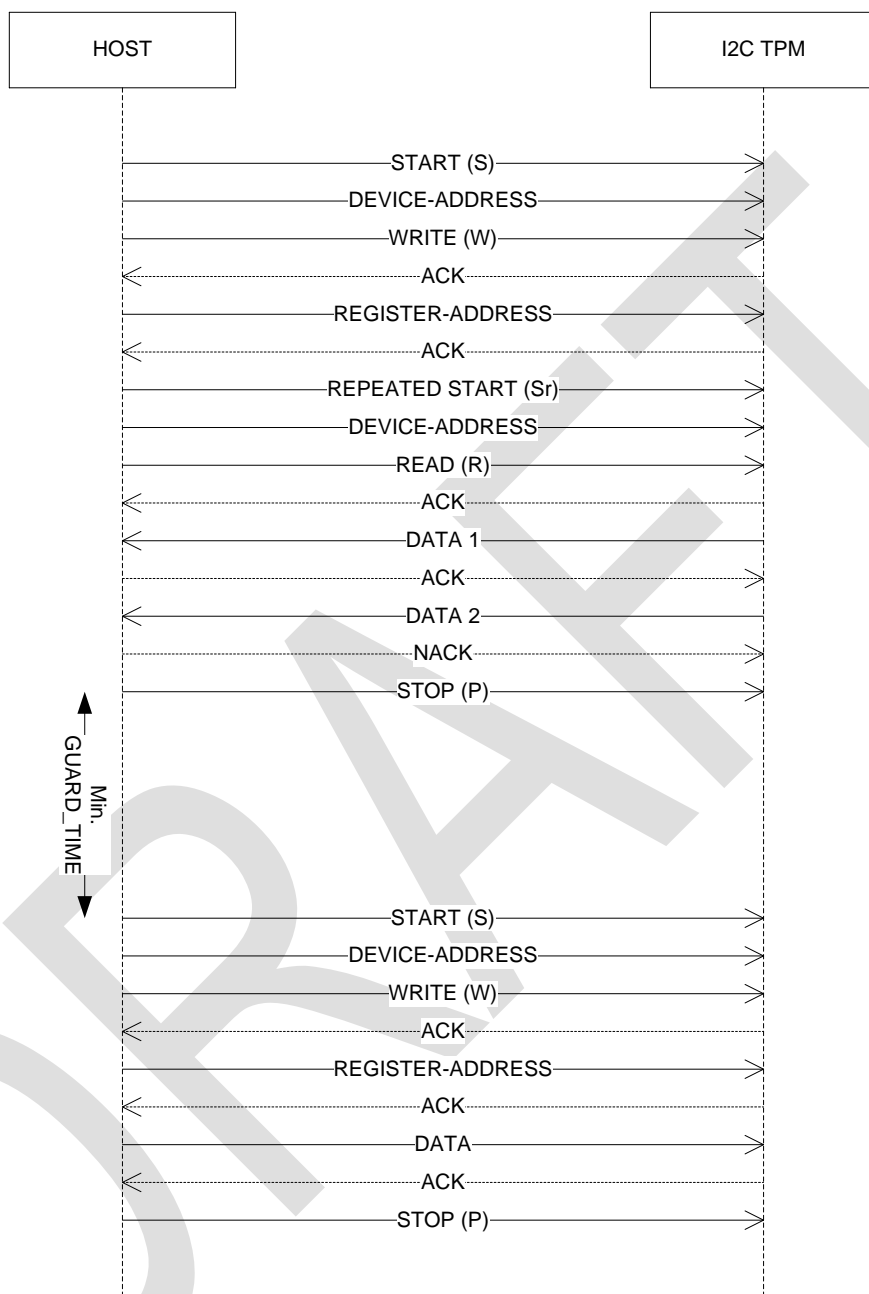 HOST
I2C TPM
START (S)
DEVICE-ADDRESS
WRITE (W)
ACK
REGISTER-ADDRESS
ACK
REPEATED START (Sr)
DEVICE-ADDRESS
READ (R)
ACK
DATA 1
ACK
DATA 2
NACK
STOP (P)
Min.
GUARD_TIME
START (S)
DEVICE-ADDRESS
WRITE (W)
ACK
REGISTER-ADDRESS
ACK
DATA
ACK
STOP (P)
DRAFT